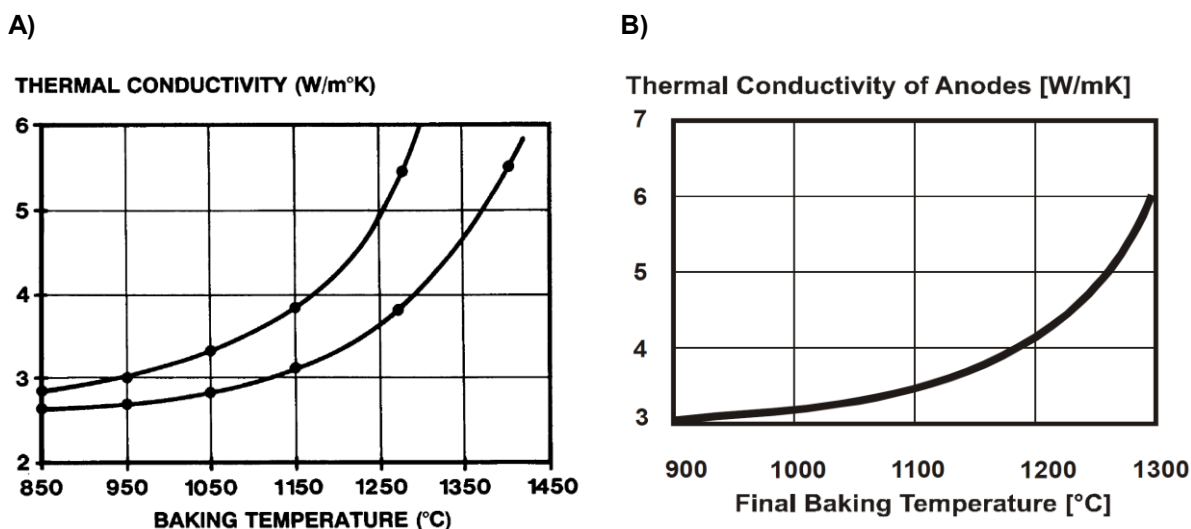 A)
THERMAL CONDUCTIVITY (W/m°K)
6
5
4
3
2
850 950 1050 1150 1250 1350 1450
BAKING TEMPERATURE (°C)
B)
Thermal Conductivity of Anodes [W/mK]
7
6
5
4
3
900 1000 1100 1200 1300
Final Baking Temperature [°C]